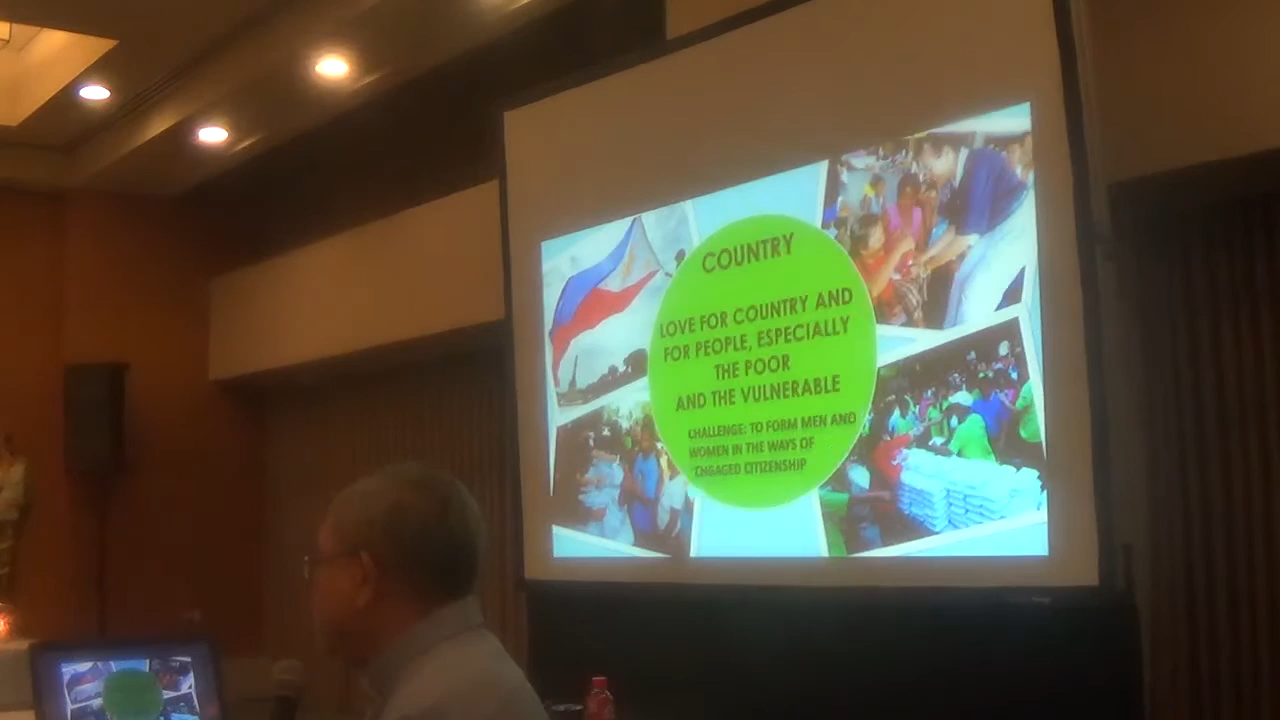 COUNTRY
LOVE FOR COUNTRY AND
FOR PEOPLE, ESPECIALLY
THE POOR
AND THE VULNERABLE
CHALLENGE: TO FORM MEN AND
WOMEN IN THE WAYS OF
ENGAGED CITIZENSHIP